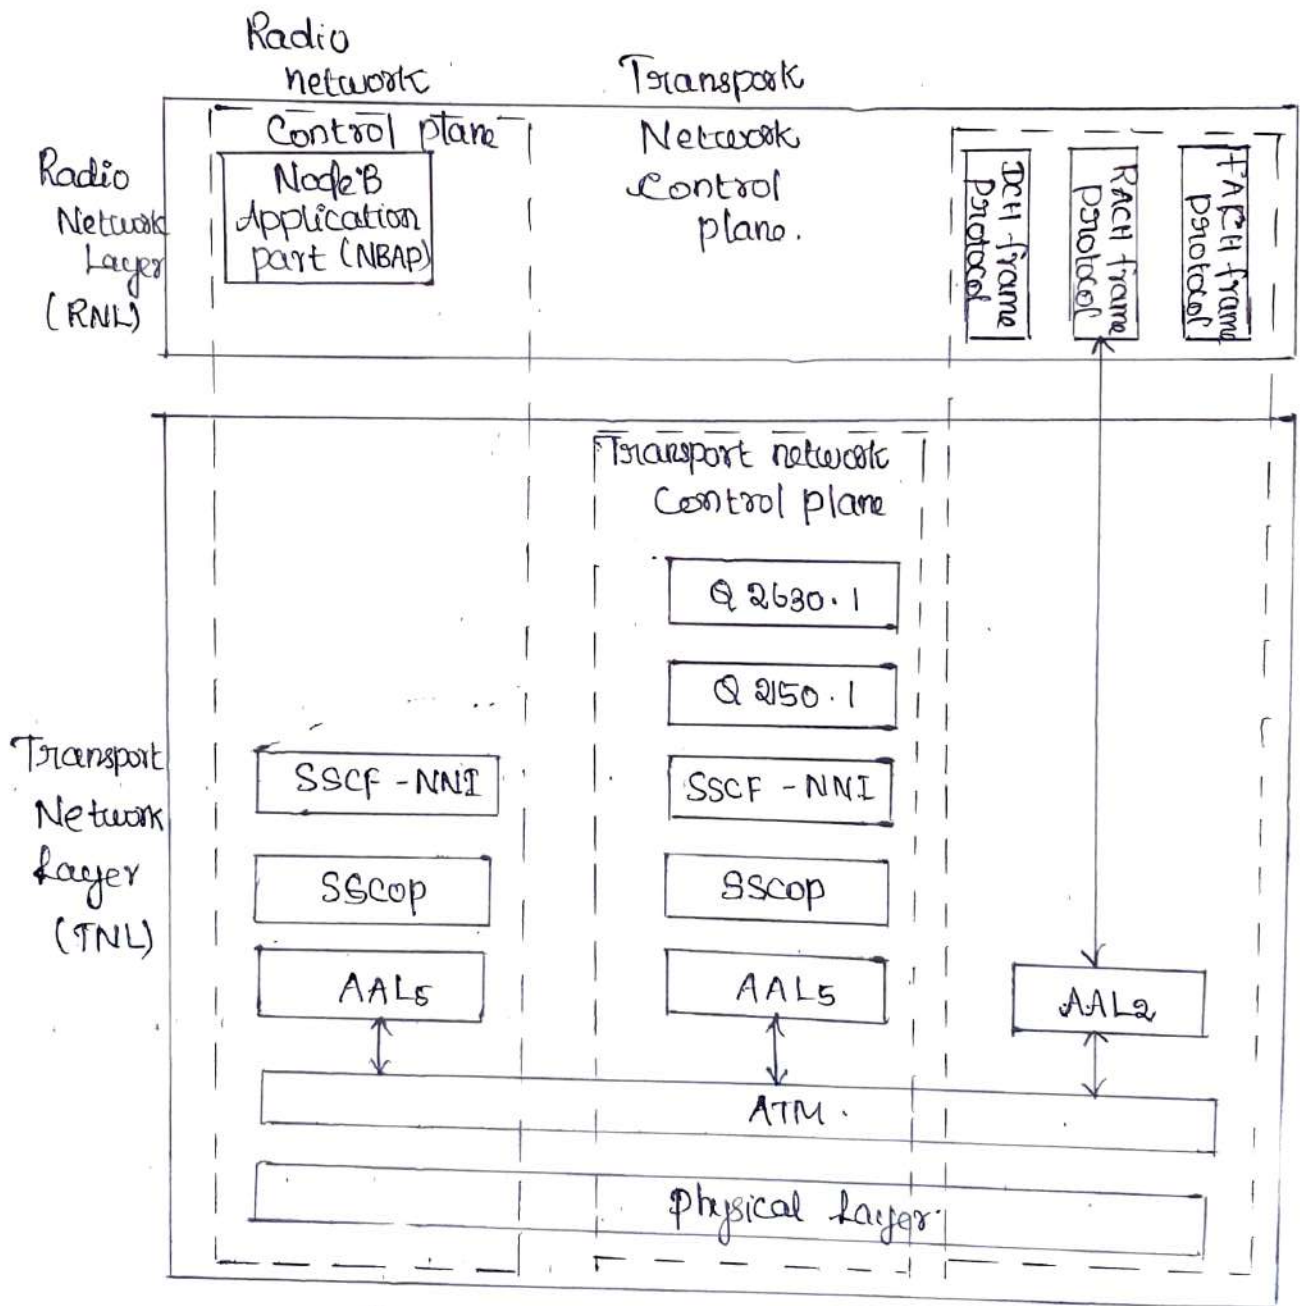 Radio
network
Transpork
Control plane
Network
Control
plane.
Radio
Network
Layer
(RNL)
Node'B
Application
part (NBAP)
DCH frame
protocol
RACH frame
protocol
FARCH frame
protocol
Transport network
Control plane
Q 2630.1
Q 2150.1
Transport
Network
Layer
(TNL)
SSCF - NNI
SSCF - NNI
SSCOP
SSCOP
AAL5
AAL5
AAL2
ATM.
Physical Layer.